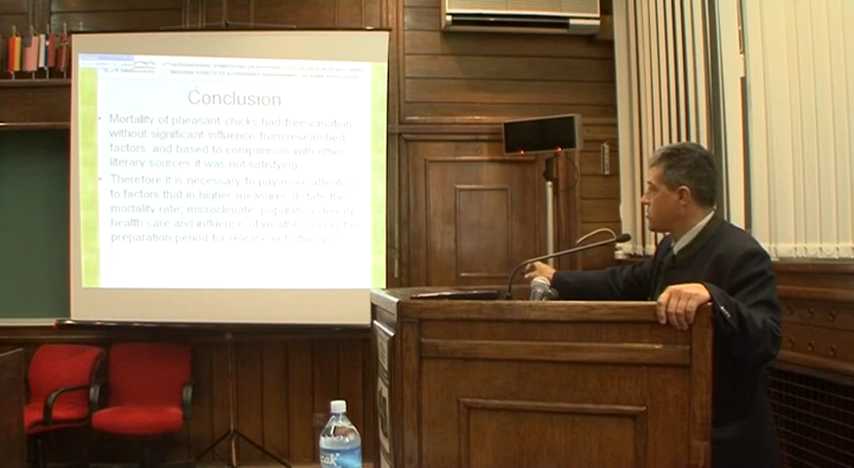 Conclusion
• Mortality of pheasant chicks had free variation
without significant influence from researched
factors, and based to comparison with other
literary sources it was not satisfying.
• Therefore it is necessary to pay more attention
to factors that in higher measures dictate the
mortality rate, microclimate, population density
health care and influence of weather during the
preparation period for release